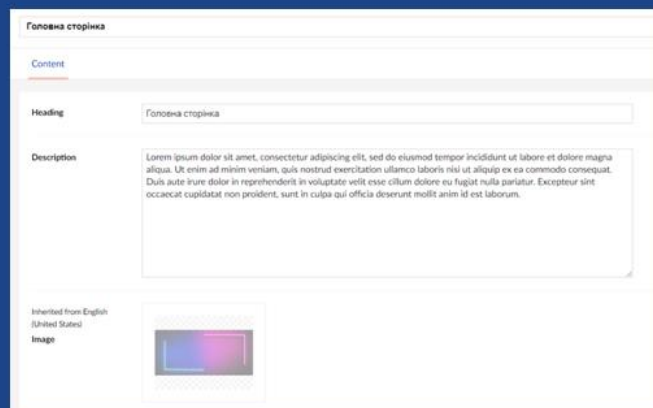 Головна сторінка
Content
Heading
Головна сторінка
Description
Lorem ipsum dolor sit amet, consectetur adipiscing elit, sed do eiusmod tempor incididunt ut labore et dolore magna
aliqua. Ut enim ad minim veniam, quis nostrud exercitation ullamco laboris nisi ut aliquip ex ea commodo consequat.
Duis aute irure dolor in reprehenderit in voluptate velit esse cillum dolore eu fugiat nulla pariatur. Excepteur sint
occaecat cupidatat non proident, sunt in culpa qui officia deserunt mollit anim id est laborum.
Inherited from English
(United States)
Image